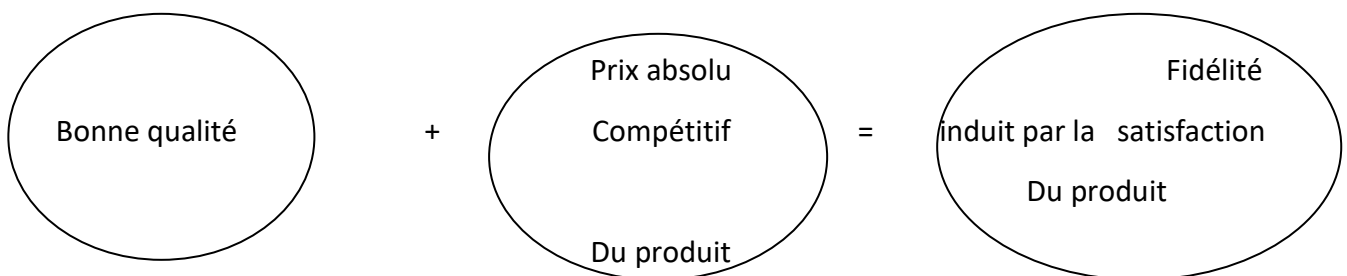 Prix absolu Fidélité
Bonne qualité + Compétitif = induit par la satisfaction
Du produit
Du produit